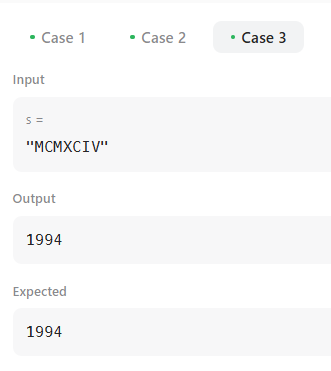 Case 1 Case 2 Case 3
Input
s =
"MCMXCIV"
Output
1994
Expected
1994